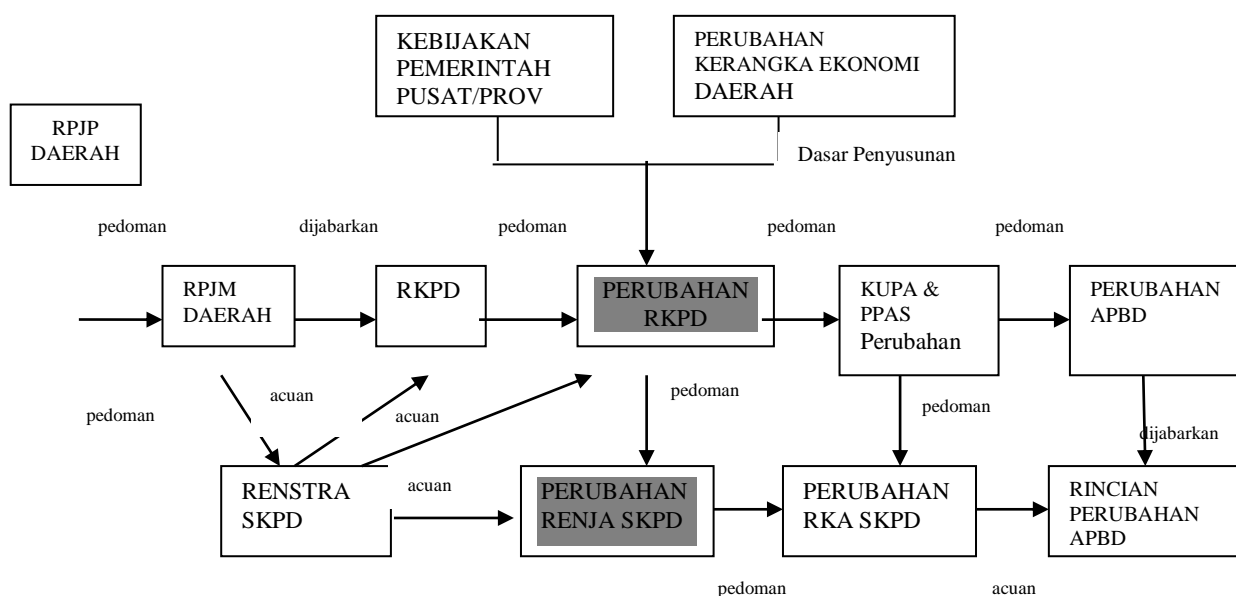 KEBIJAKAN
PEMERINTAH
PUSAT/PROV
PERUBAHAN
KERANGKA EKONOMI
DAERAH
RPJP
DAERAH
Dasar Penyusunan
pedoman
dijabarkan
pedoman
pedoman
pedoman
RPJM
DAERAH
RKPD
PERUBAHAN
RKPD
KUPA &
PPAS
Perubahan
PERUBAHAN
APBD
pedoman
acuan
acuan
pedoman
pedoman
dijabarkan
RENSTRA
SKPD
acuan
PERUBAHAN
RENJA SKPD
PERUBAHAN
RKA SKPD
RINCIAN
PERUBAHAN
APBD
pedoman
acuan